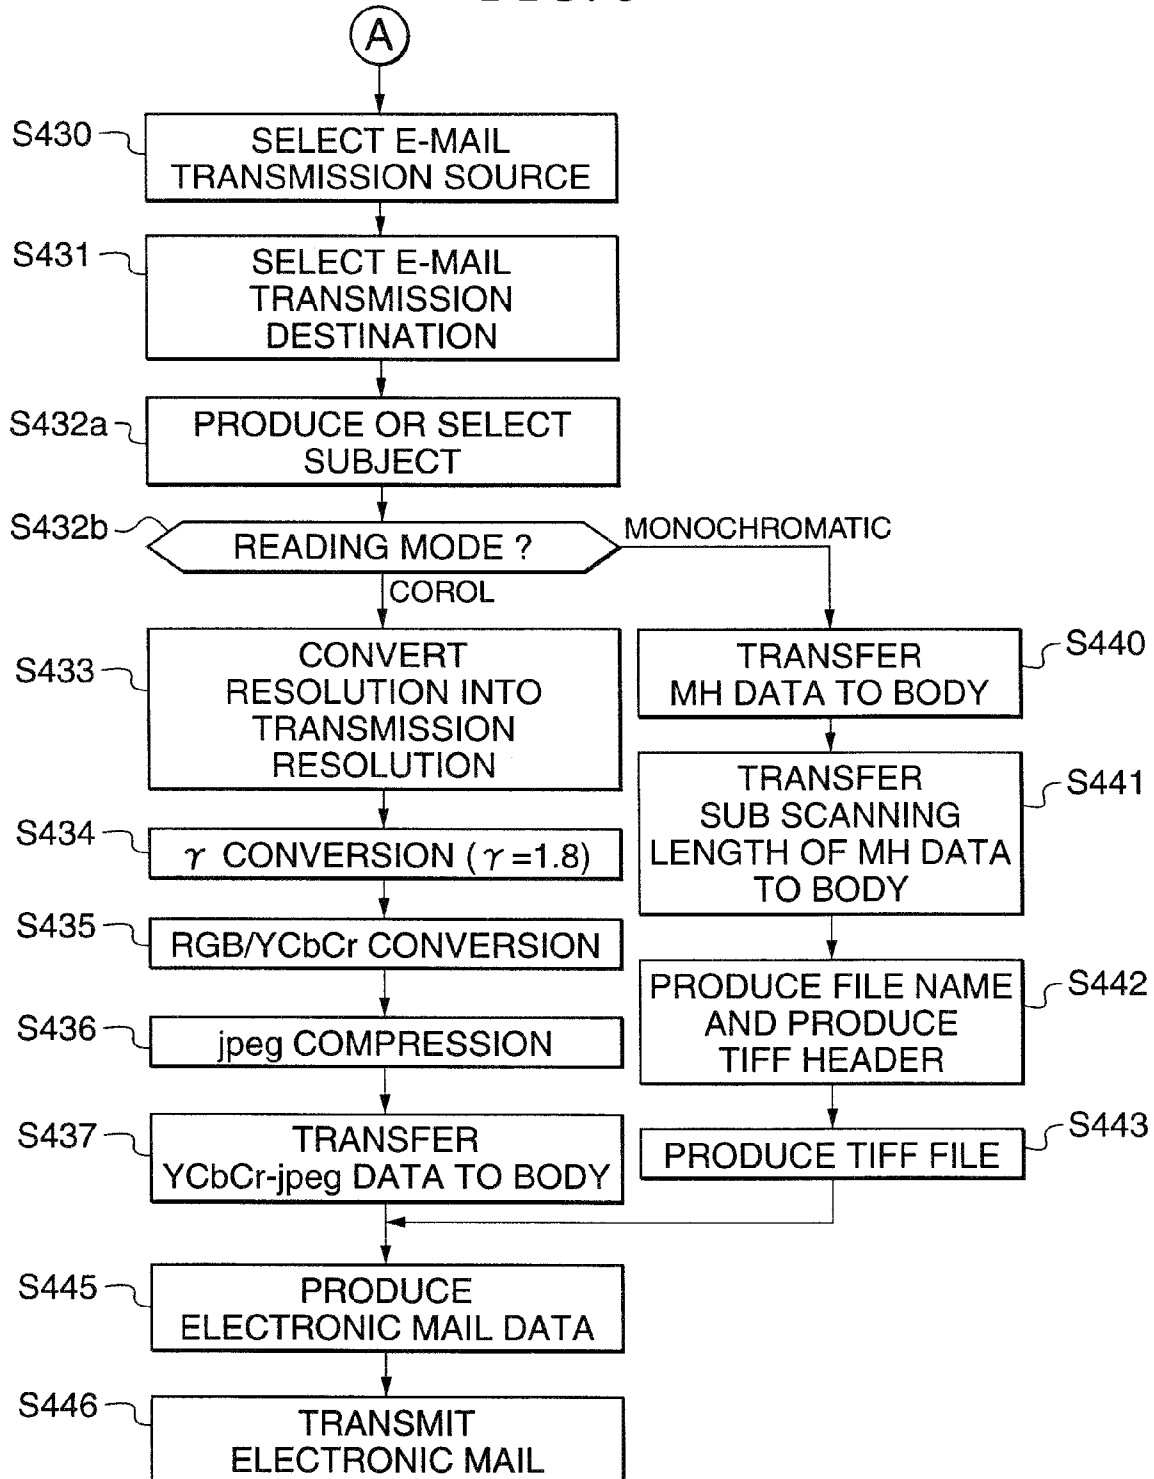 A
S430
SELECT E-MAIL
TRANSMISSION SOURCE
S431
SELECT E-MAIL
TRANSMISSION
DESTINATION
S432a
PRODUCE OR SELECT
SUBJECT
S432b
READING MODE ?
MONOCHROMATIC
COROL
S433
CONVERT
RESOLUTION INTO
TRANSMISSION
RESOLUTION
S434
γ CONVERSION ( γ =1.8)
S435
RGB/YCbCr CONVERSION
S436
jpeg COMPRESSION
S437
TRANSFER
YCbCr-jpeg DATA TO BODY
S440
TRANSFER
MH DATA TO BODY
S441
TRANSFER
SUB SCANNING
LENGTH OF MH DATA
TO BODY
S442
PRODUCE FILE NAME
AND PRODUCE
TIFF HEADER
S443
PRODUCE TIFF FILE
S445
PRODUCE
ELECTRONIC MAIL DATA
S446
TRANSMIT
ELECTRONIC MAIL